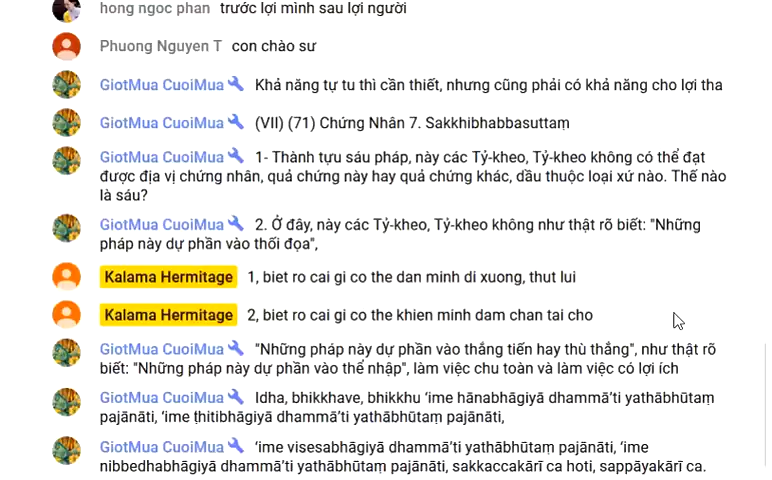 hong ngoc phan trước lợi mình sau lợi người
Phuong Nguyen T con chào sư
GiotMua CuoiMua Khả năng tự tu thì cần thiết, nhưng cũng phải có khả năng cho lợi tha
GiotMua CuoiMua (VII) (71) Chứng Nhân 7. Sakkhibhabbasuttaṃ
GiotMua CuoiMua 1- Thành tựu sáu pháp, này các Tỷ-kheo, Tỷ-kheo không có thể đạt
được địa vị chứng nhân, quả chứng này hay quả chứng khác, dầu thuộc loại xứ nào. Thế nào
là sáu?
GiotMua CuoiMua 2. Ở đây, này các Tỷ-kheo, Tỷ-kheo không như thật rõ biết: "Những
pháp này dự phần vào thối đọa",
Kalama Hermitage 1, biet ro cai gi co the dan minh di xuong, thut lui
Kalama Hermitage 2, biet ro cai gi co the khien minh dam chan tai cho
GiotMua CuoiMua "Những pháp này dự phần vào thắng tiến hay thù thắng", như thật rõ
biết: "Những pháp này dự phần vào thể nhập", làm việc chu toàn và làm việc có lợi ích
GiotMua CuoiMua Idha, bhikkhave, bhikkhu ‘ime hānabhāgiyā dhammā’ti yathābhūtaṃ
pajānāti, ‘ime ṭhitibhāgiyā dhammā’ti yathābhūtaṃ pajānāti,
GiotMua CuoiMua ‘ime visesabhāgiyā dhammā’ti yathābhūtaṃ pajānāti, ‘ime
nibbedhabhāgiyā dhammā’ti yathābhūtaṃ pajānāti, sakkaccakārī ca hoti, sappāyakārī ca.